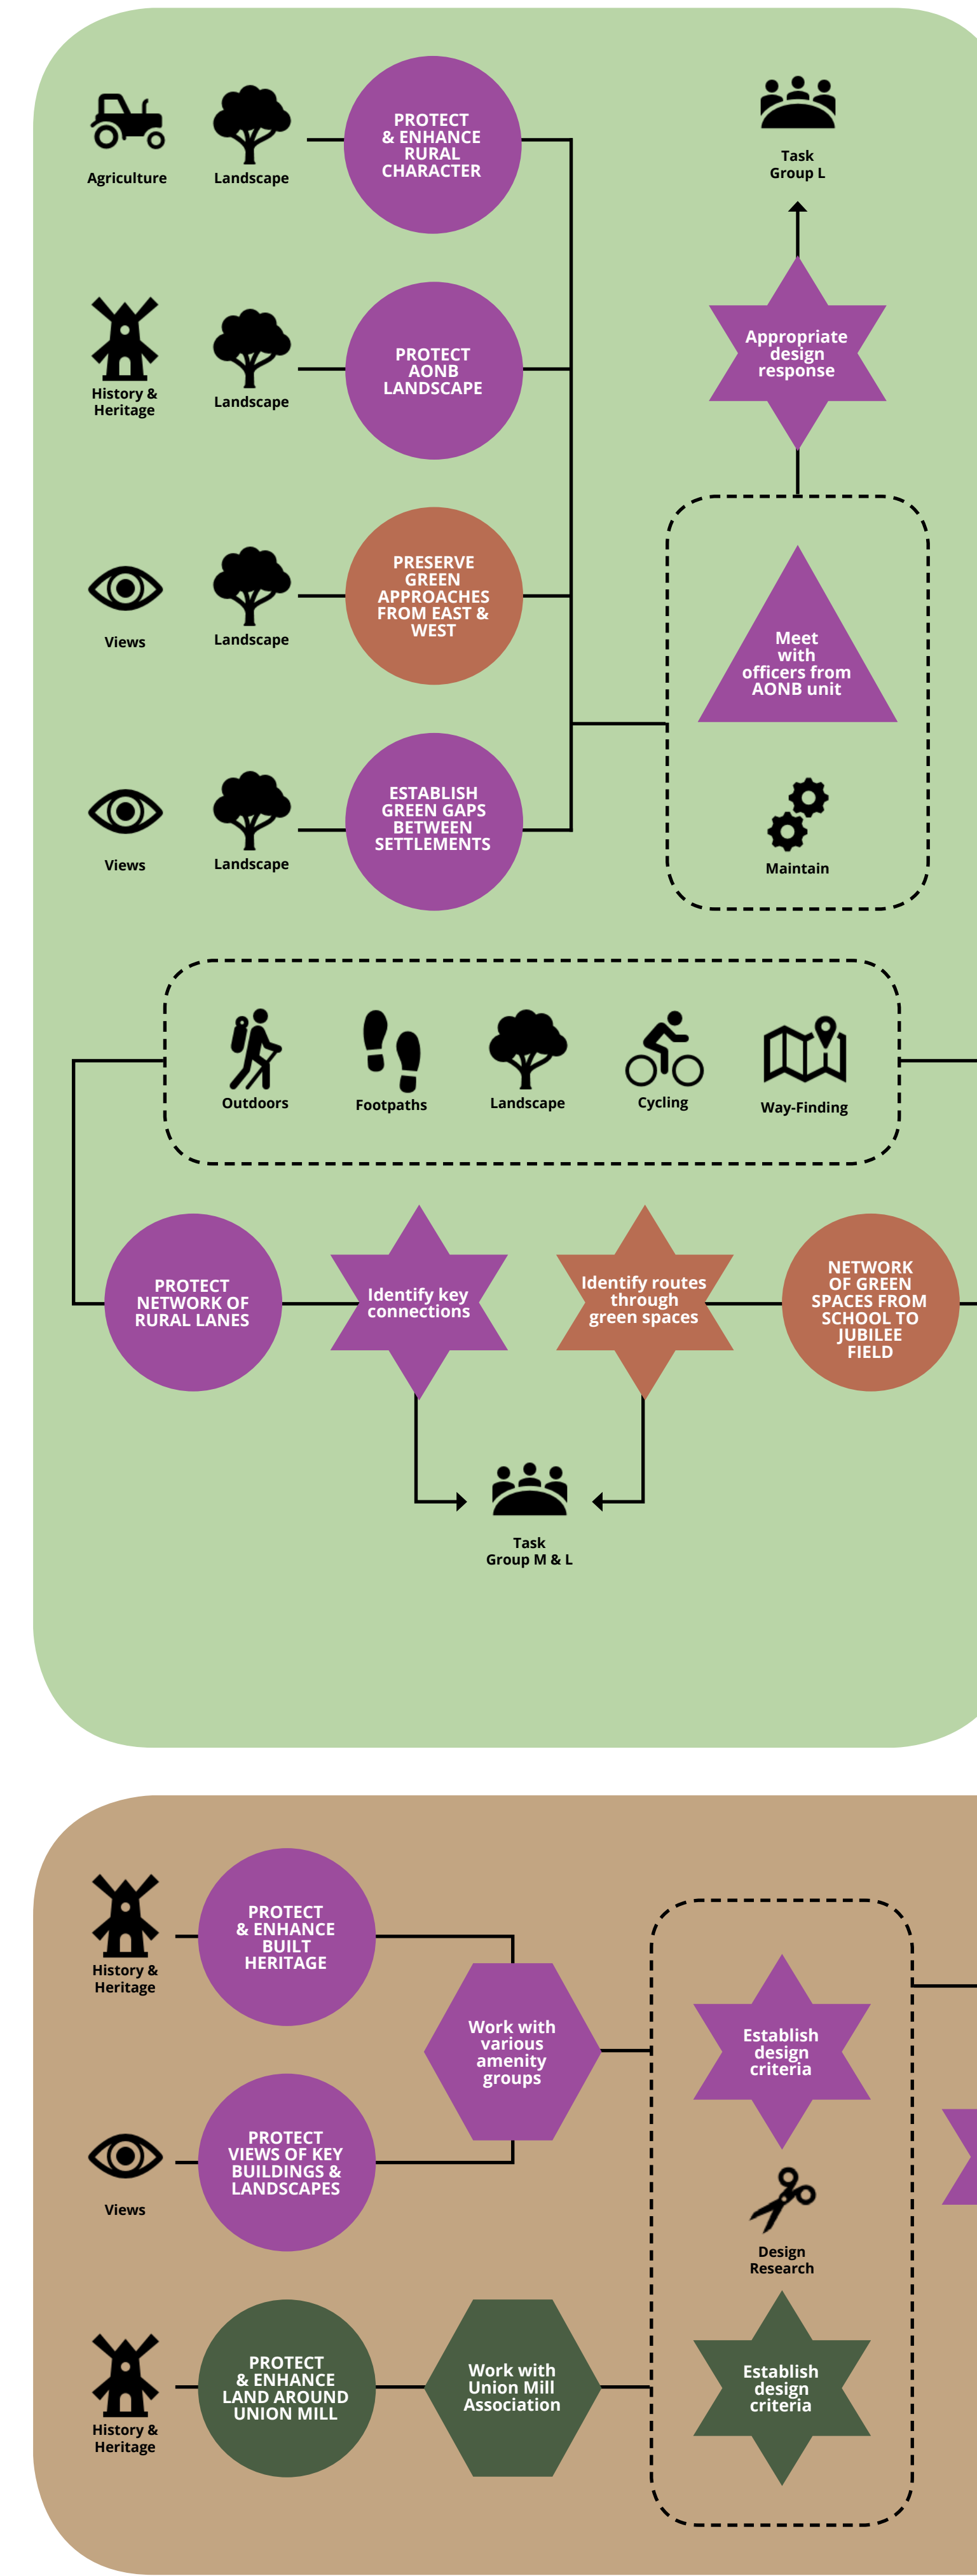 Agriculture
Landscape
PROTECT
& ENHANCE
RURAL
CHARACTER
Task
Group L
History &
Heritage
Landscape
PROTECT
AONB
LANDSCAPE
Appropriate
design
response
Views
Landscape
PRESERVE
GREEN
APPROACHES
FROM EAST &
WEST
Meet
with
officers from
AONB unit
Views
Landscape
ESTABLISH
GREEN GAPS
BETWEEN
SETTLEMENTS
Maintain
Outdoors
Footpaths
Landscape
Cycling
Way-Finding
PROTECT
NETWORK OF
RURAL LANES
Identify key
connections
Identify routes
through
green spaces
NETWORK
OF GREEN
SPACES FROM
SCHOOL TO
JUBILEE
FIELD
Task
Group M & L
History &
Heritage
PROTECT
& ENHANCE
BUILT
HERITAGE
Work with
various
amenity
groups
Establish
design
criteria
Views
PROTECT
VIEWS OF KEY
BUILDINGS &
LANDSCAPES
Design
Research
History &
Heritage
PROTECT
& ENHANCE
LAND AROUND
UNION MILL
Work with
Union Mill
Association
Establish
design
criteria